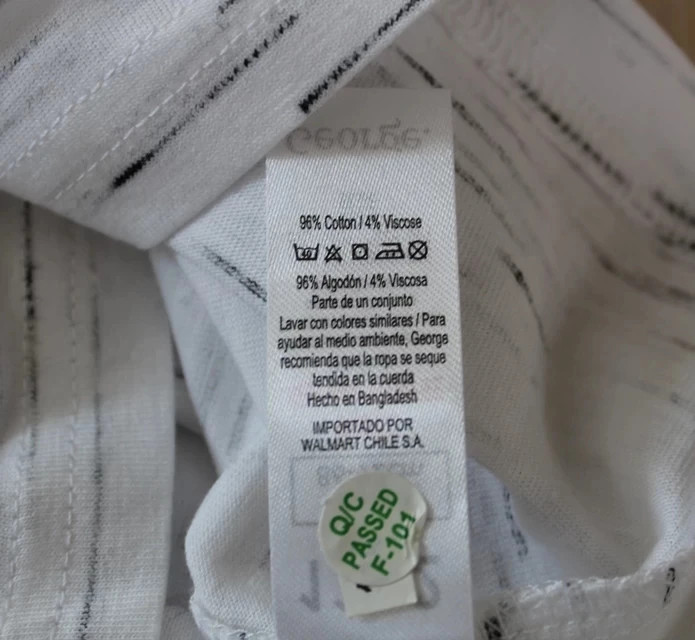 George.
96% Cotton / 4% Viscose
96% Algodón / 4% Viscosa
Parte de un conjunto
Lavar con colores similares / Para
ayudar al medio ambiente, George
recomienda que la ropa se seque
tendida en la cuerda
Hecho en Bangladesh
IMPORTADO POR
WALMART CHILE S.A.
Q/C
PASSED
F-101